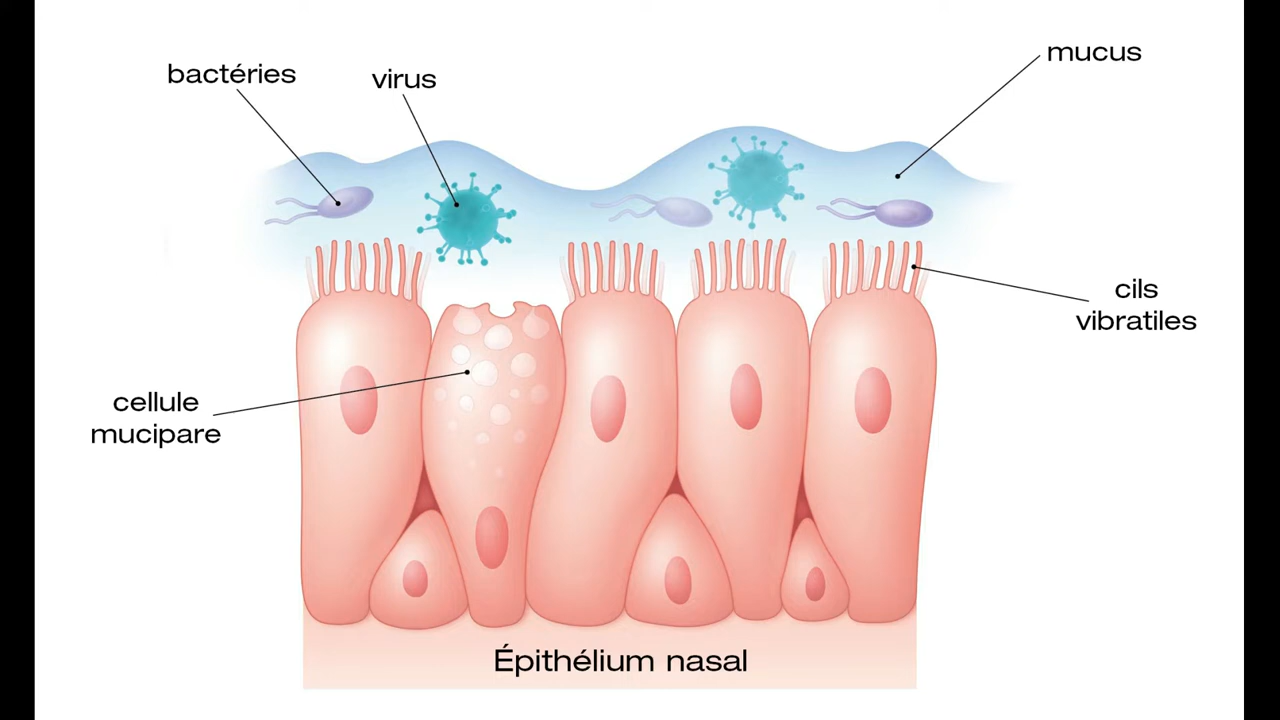 mucus
bactéries
virus
cils
vibratiles
cellule
mucipare
Épithélium nasal